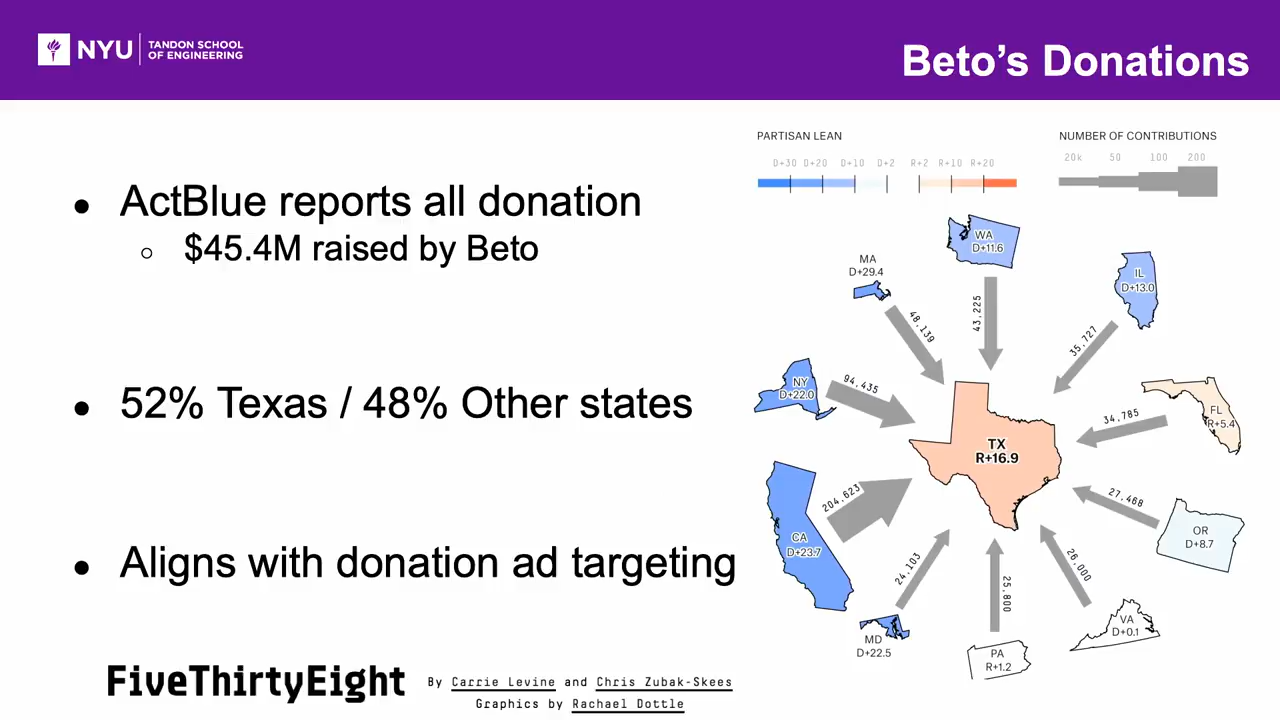 NYU
TANDON SCHOOL
OF ENGINEERING
Beto's Donations
● ActBlue reports all donation
○ $45.4M raised by Beto
● 52% Texas / 48% Other states
● Aligns with donation ad targeting
FiveThirtyEight
By Carrie Levine and Chris Zubak-Skees
Graphics by Rachael Dottle
PARTISAN LEAN
D+30 D+20 D+10 D+2 R+2 R+10 R+20
NUMBER OF CONTRIBUTIONS
20k 50 100 200
WA
D+11.6
43,225
MA
D+29.4
48,139
IL
D+13.0
35,727
NY
D+22.0
94,435
FL
R+5.4
34,785
TX
R+16.9
CA
D+23.7
204,623
OR
D+8.7
27,468
MD
D+22.5
24,103
PA
R+1.2
25,800
VA
D+0.1
26,000